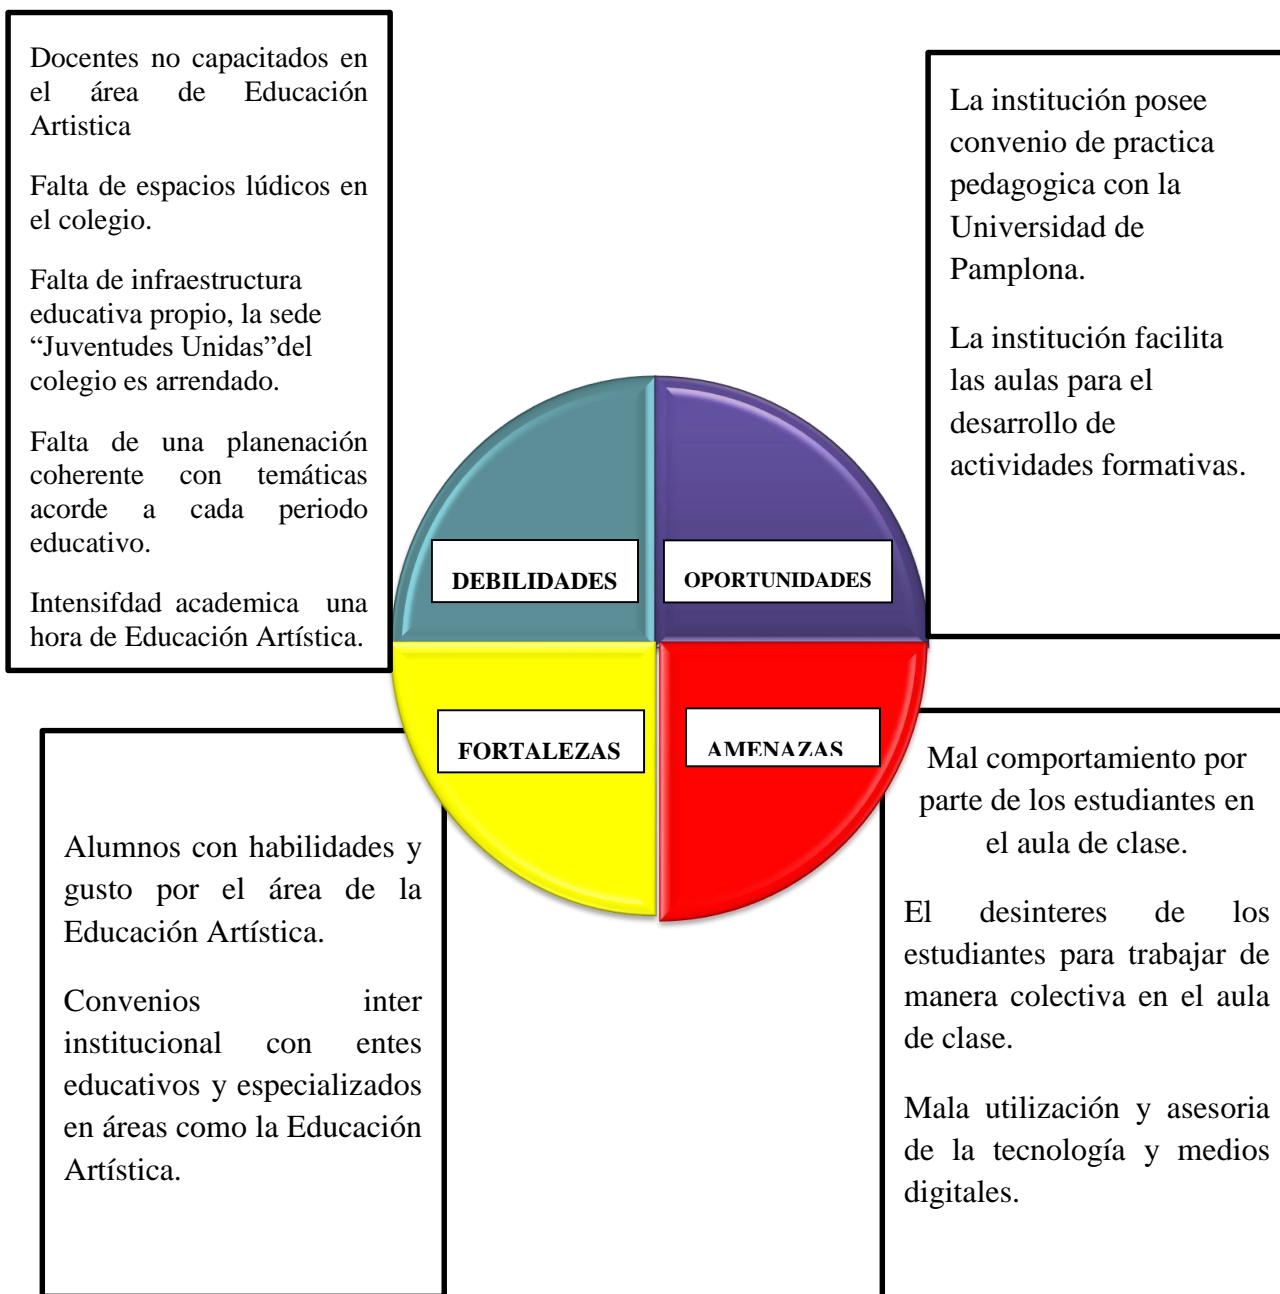 Docentes no capacitados en
el área de Educación
Artistica
Falta de espacios lúdicos en
el colegio.
Falta de infraestructura
educativa propio, la sede
“Juventudes Unidas”del
colegio es arrendado.
Falta de una planenación
coherente con temáticas
acorde a cada periodo
educativo.
Intensifdad academica una
hora de Educación Artística.
La institución posee
convenio de practica
pedagogica con la
Universidad de
Pamplona.
La institución facilita
las aulas para el
desarrollo de
actividades formativas.
DEBILIDADES
OPORTUNIDADES
FORTALEZAS
AMENAZAS
Alumnos con habilidades y
gusto por el área de la
Educación Artística.
Convenios inter
institucional con entes
educativos y especializados
en áreas como la Educación
Artística.
Mal comportamiento por
parte de los estudiantes en
el aula de clase.
El desinteres de los
estudiantes para trabajar de
manera colectiva en el aula
de clase.
Mala utilización y asesoria
de la tecnología y medios
digitales.